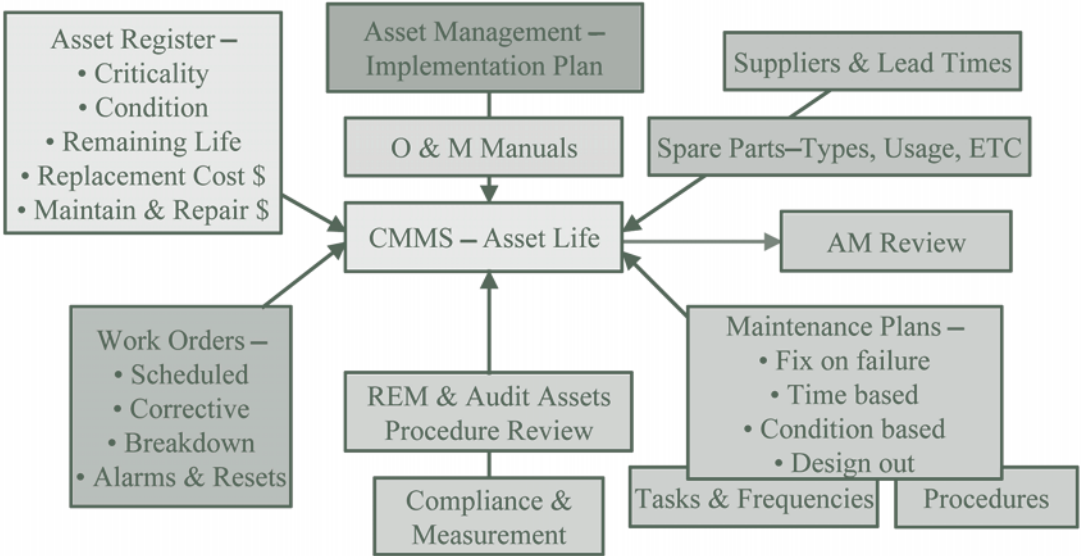 Asset Register –
• Criticality
• Condition
• Remaining Life
• Replacement Cost $
• Maintain & Repair $
Asset Management –
Implementation Plan
Suppliers & Lead Times
O & M Manuals
Spare Parts–Types, Usage, ETC
CMMS – Asset Life
AM Review
Work Orders –
• Scheduled
• Corrective
• Breakdown
• Alarms & Resets
REM & Audit Assets
Procedure Review
Compliance &
Measurement
Maintenance Plans –
• Fix on failure
• Time based
• Condition based
• Design out
Tasks & Frequencies
Procedures